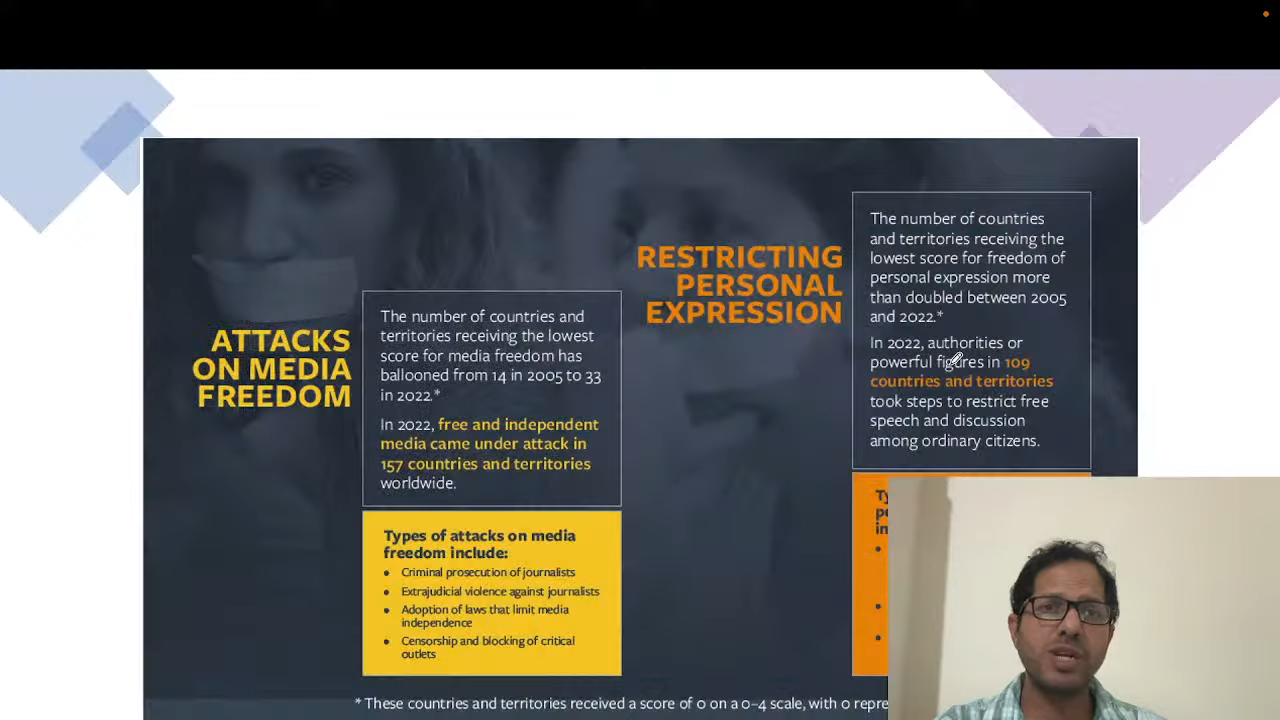 ATTACKS
ON MEDIA
FREEDOM
The number of countries and
territories receiving the lowest
score for media freedom has
ballooned from 14 in 2005 to 33
in 2022.*
In 2022, free and independent
media came under attack in
157 countries and territories
worldwide.
Types of attacks on media
freedom include:
• Criminal prosecution of journalists
• Extrajudicial violence against journalists
• Adoption of laws that limit media
independence
• Censorship and blocking of critical
outlets
RESTRICTING
PERSONAL
EXPRESSION
The number of countries
and territories receiving the
lowest score for freedom of
personal expression more
than doubled between 2005
and 2022.*
In 2022, authorities or
powerful figures in 109
countries and territories
took steps to restrict free
speech and discussion
among ordinary citizens.
* These countries and territories received a score of 0 on a 0–4 scale, with 0